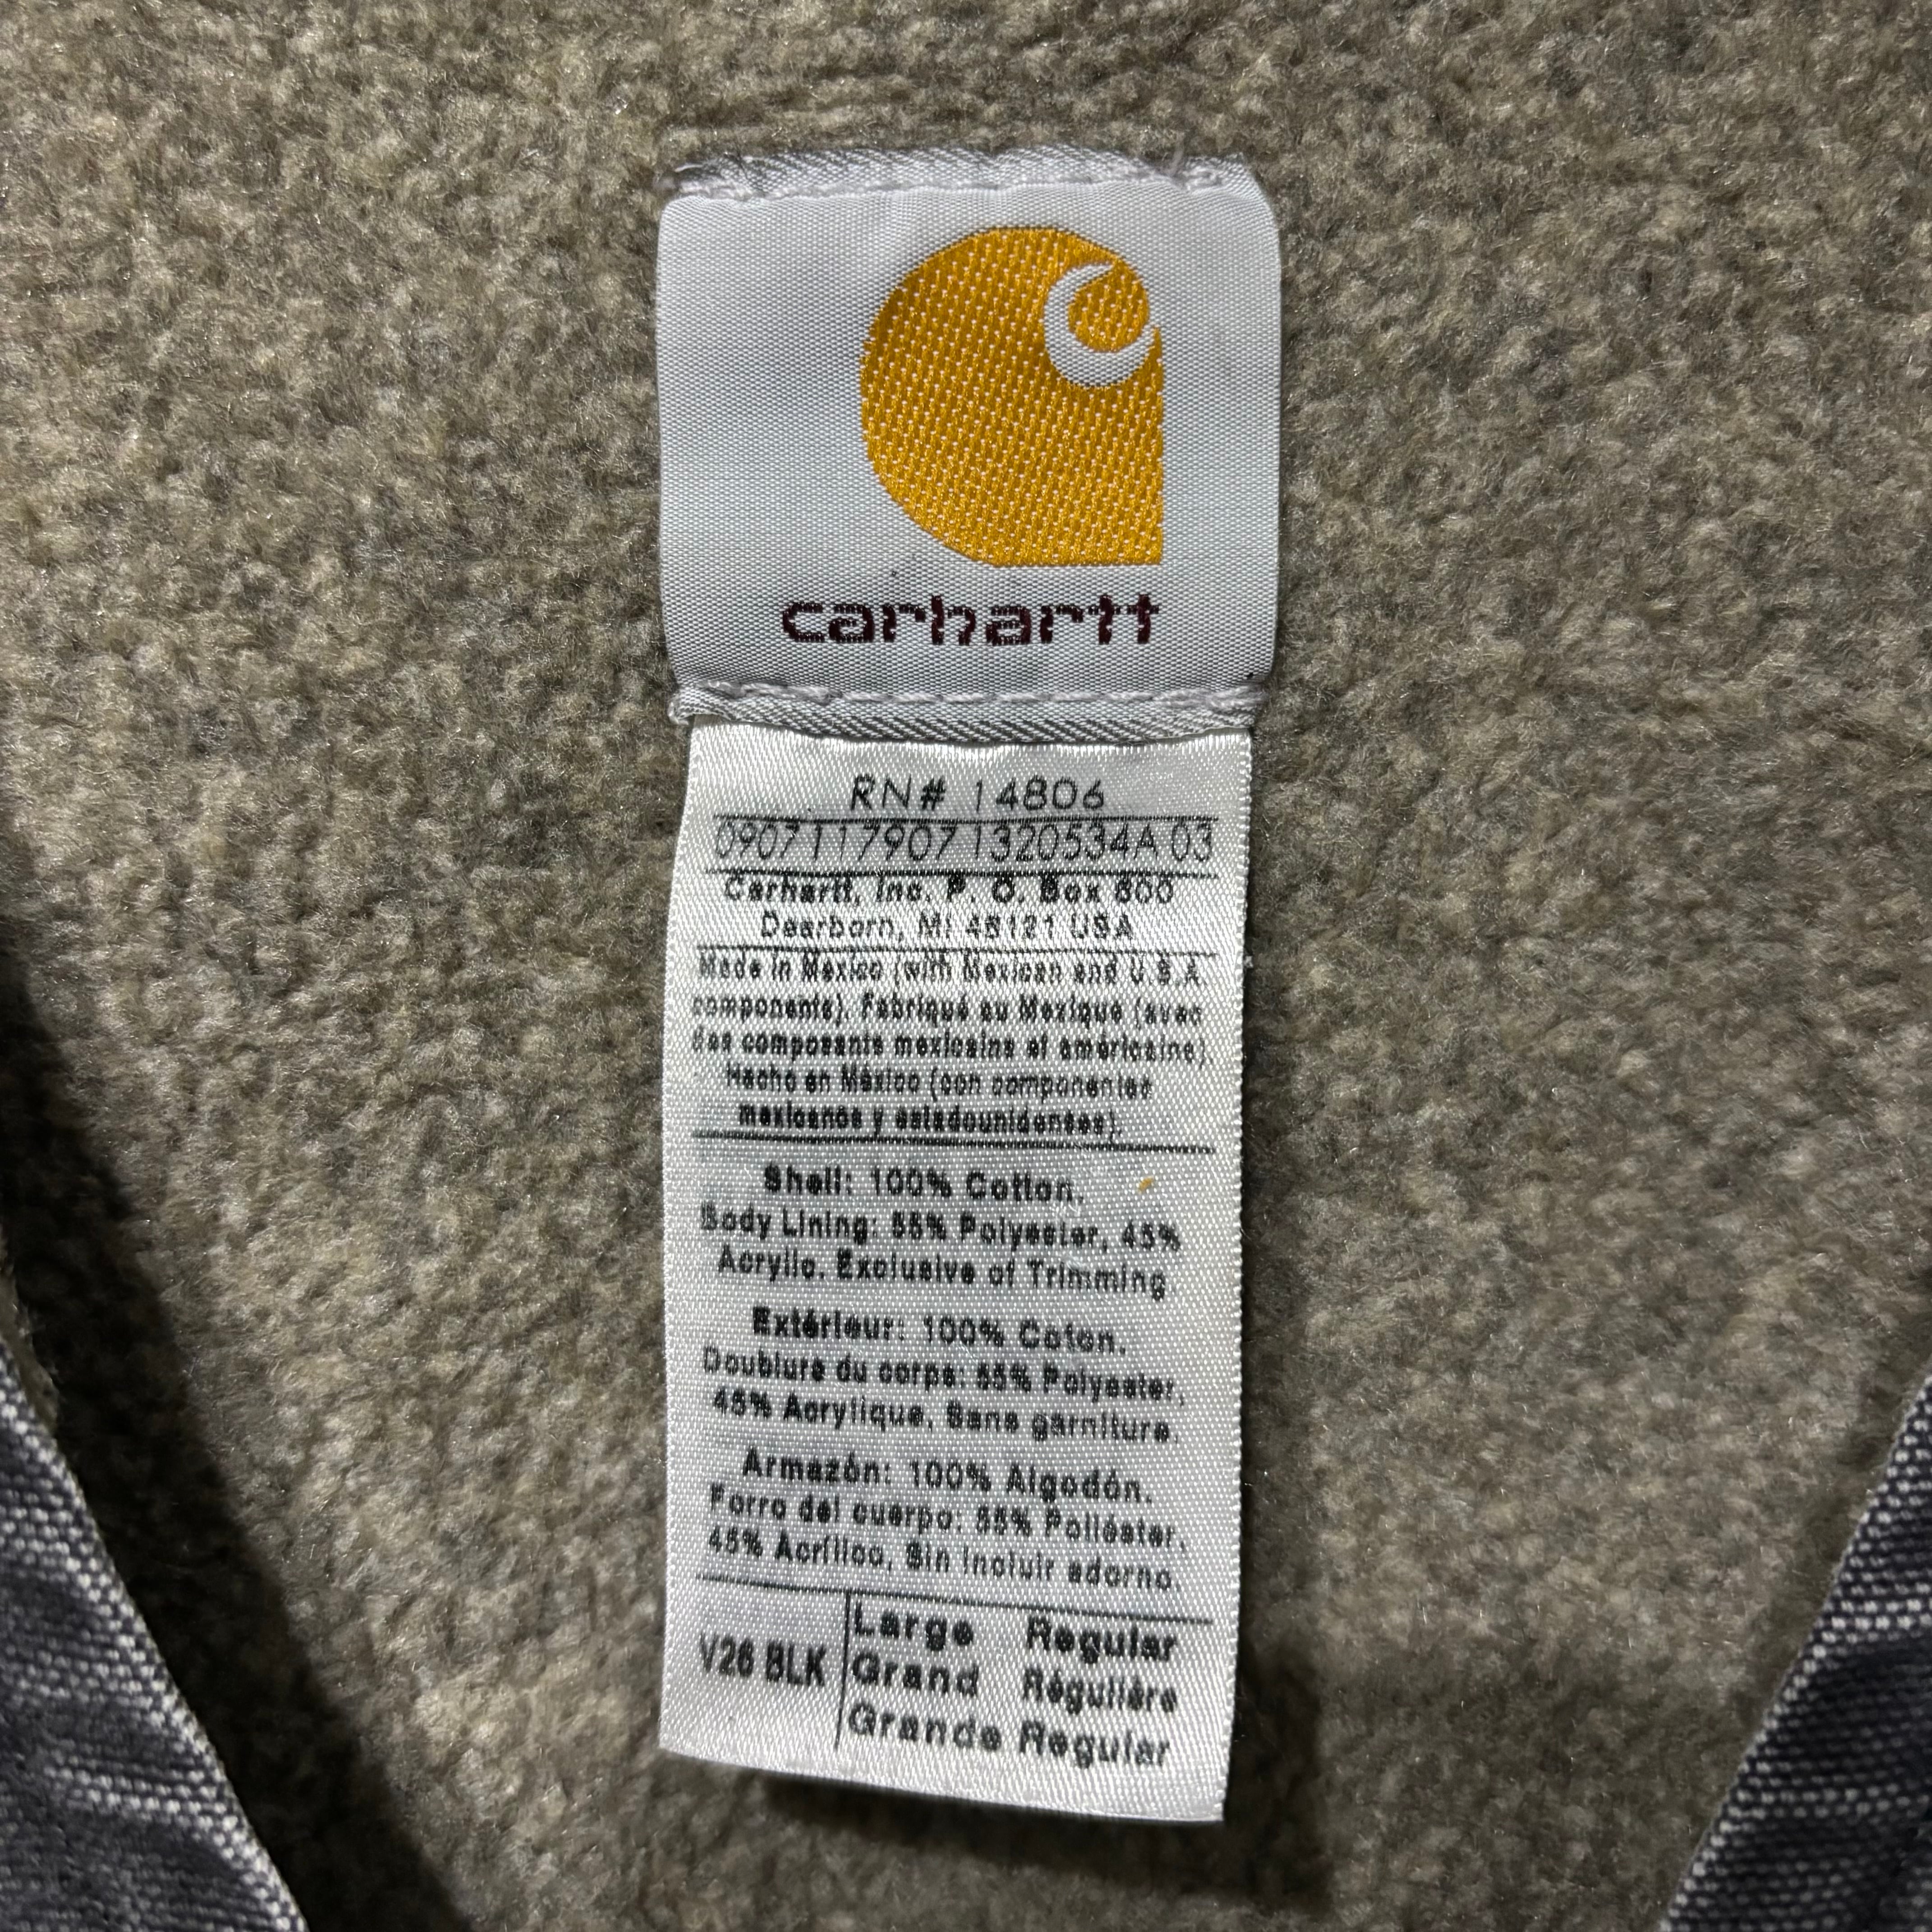 carhartt
RN# 14806
0907117907 1320534A 03
Carhartt, Inc. P. O. Box 600
Dearborn, MI 48121 USA
Made in Mexico (with Mexican and U.S.A.
components). Fabriqué au Mexique (avec
des composants mexicains et américains).
Hecho en México (con componentes
mexicanos y estadounidenses).
Shell: 100% Cotton.
Body Lining: 55% Polyester, 45%
Acrylic. Exclusive of Trimming
Extérieur: 100% Coton.
Doublure du corps: 55% Polyester,
45% Acrylique, Sans garniture.
Armazón: 100% Algodón.
Forro del cuerpo: 55% Poliéster,
45% Acrílico, Sin incluir adorno.
V26 BLK
Large Regular
Grand Régulière
Grande Regular